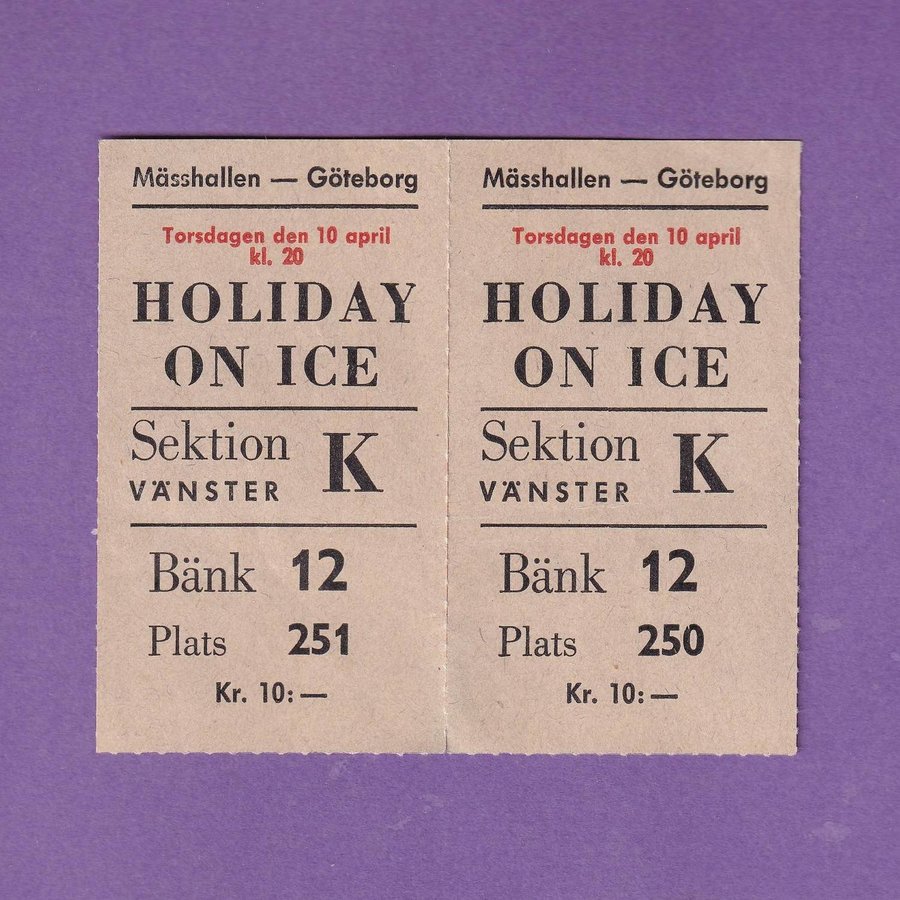 Mässhallen — Göteborg
Torsdagen den 10 april
kl. 20
HOLIDAY
ON ICE
Sektion K
VÄNSTER
Bänk 12
Plats 251
Kr. 10:—
Mässhallen — Göteborg
Torsdagen den 10 april
kl. 20
HOLIDAY
ON ICE
Sektion K
VÄNSTER
Bänk 12
Plats 250
Kr. 10:—